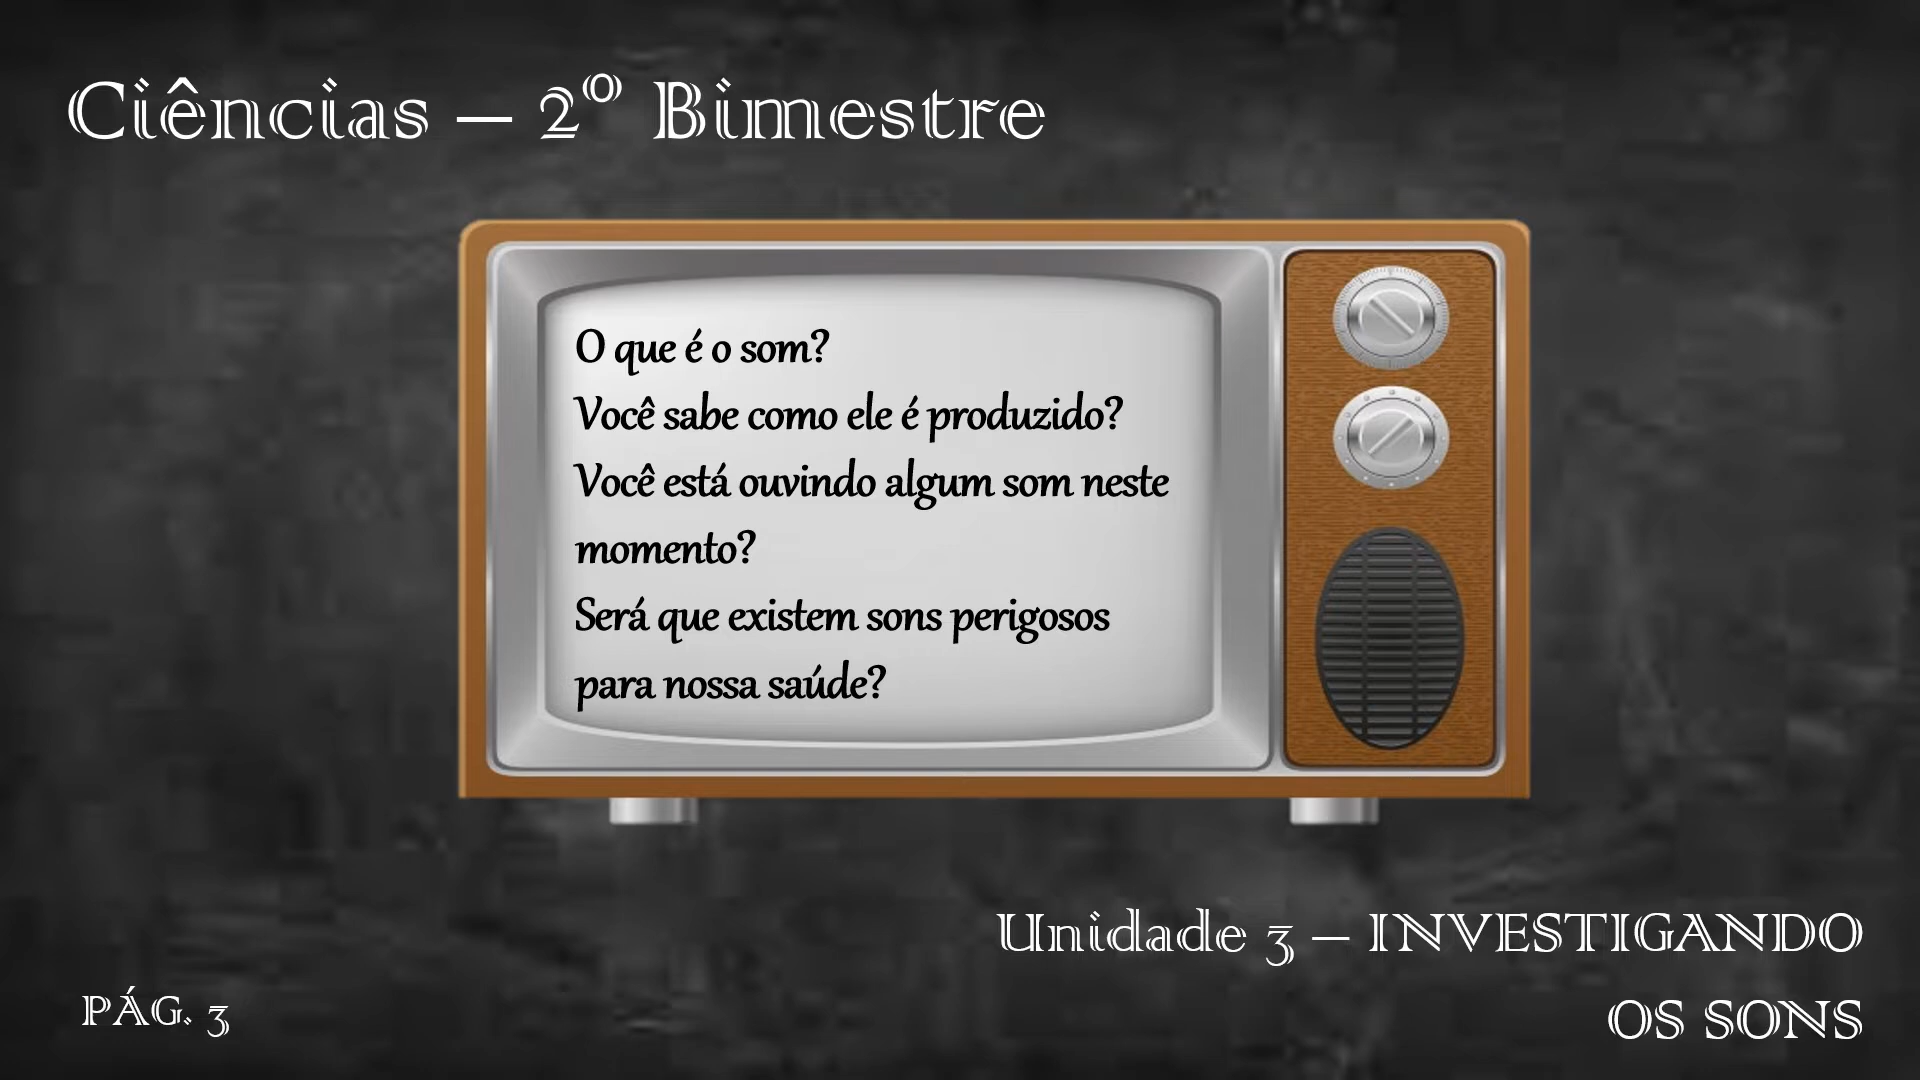 Ciências – 2º Bimestre
O que é o som?
Você sabe como ele é produzido?
Você está ouvindo algum som neste
momento?
Será que existem sons perigosos
para nossa saúde?
Unidade 3 – INVESTIGANDO
OS SONS
PÁG. 3